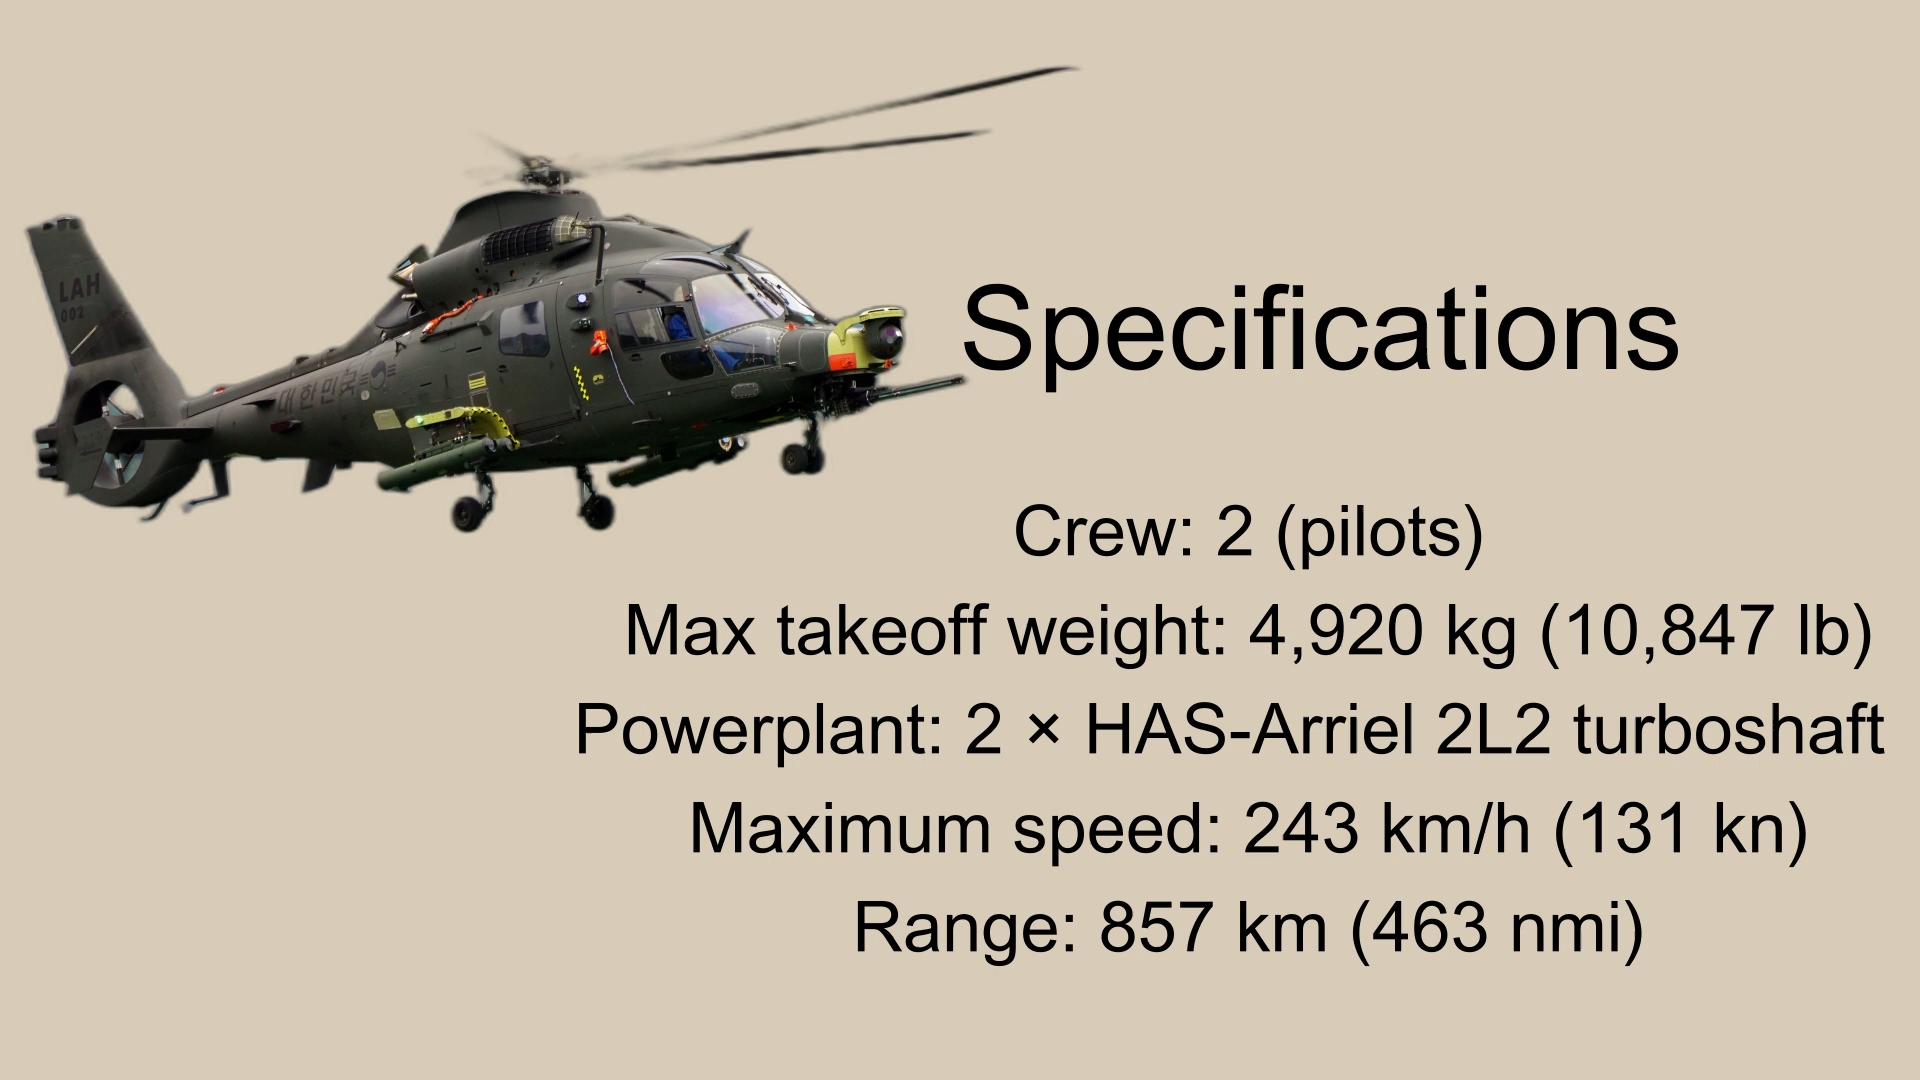 LAH
002
대한민국
Specifications
Crew: 2 (pilots)
Max takeoff weight: 4,920 kg (10,847 lb)
Powerplant: 2 × HAS-Arriel 2L2 turboshaft
Maximum speed: 243 km/h (131 kn)
Range: 857 km (463 nmi)